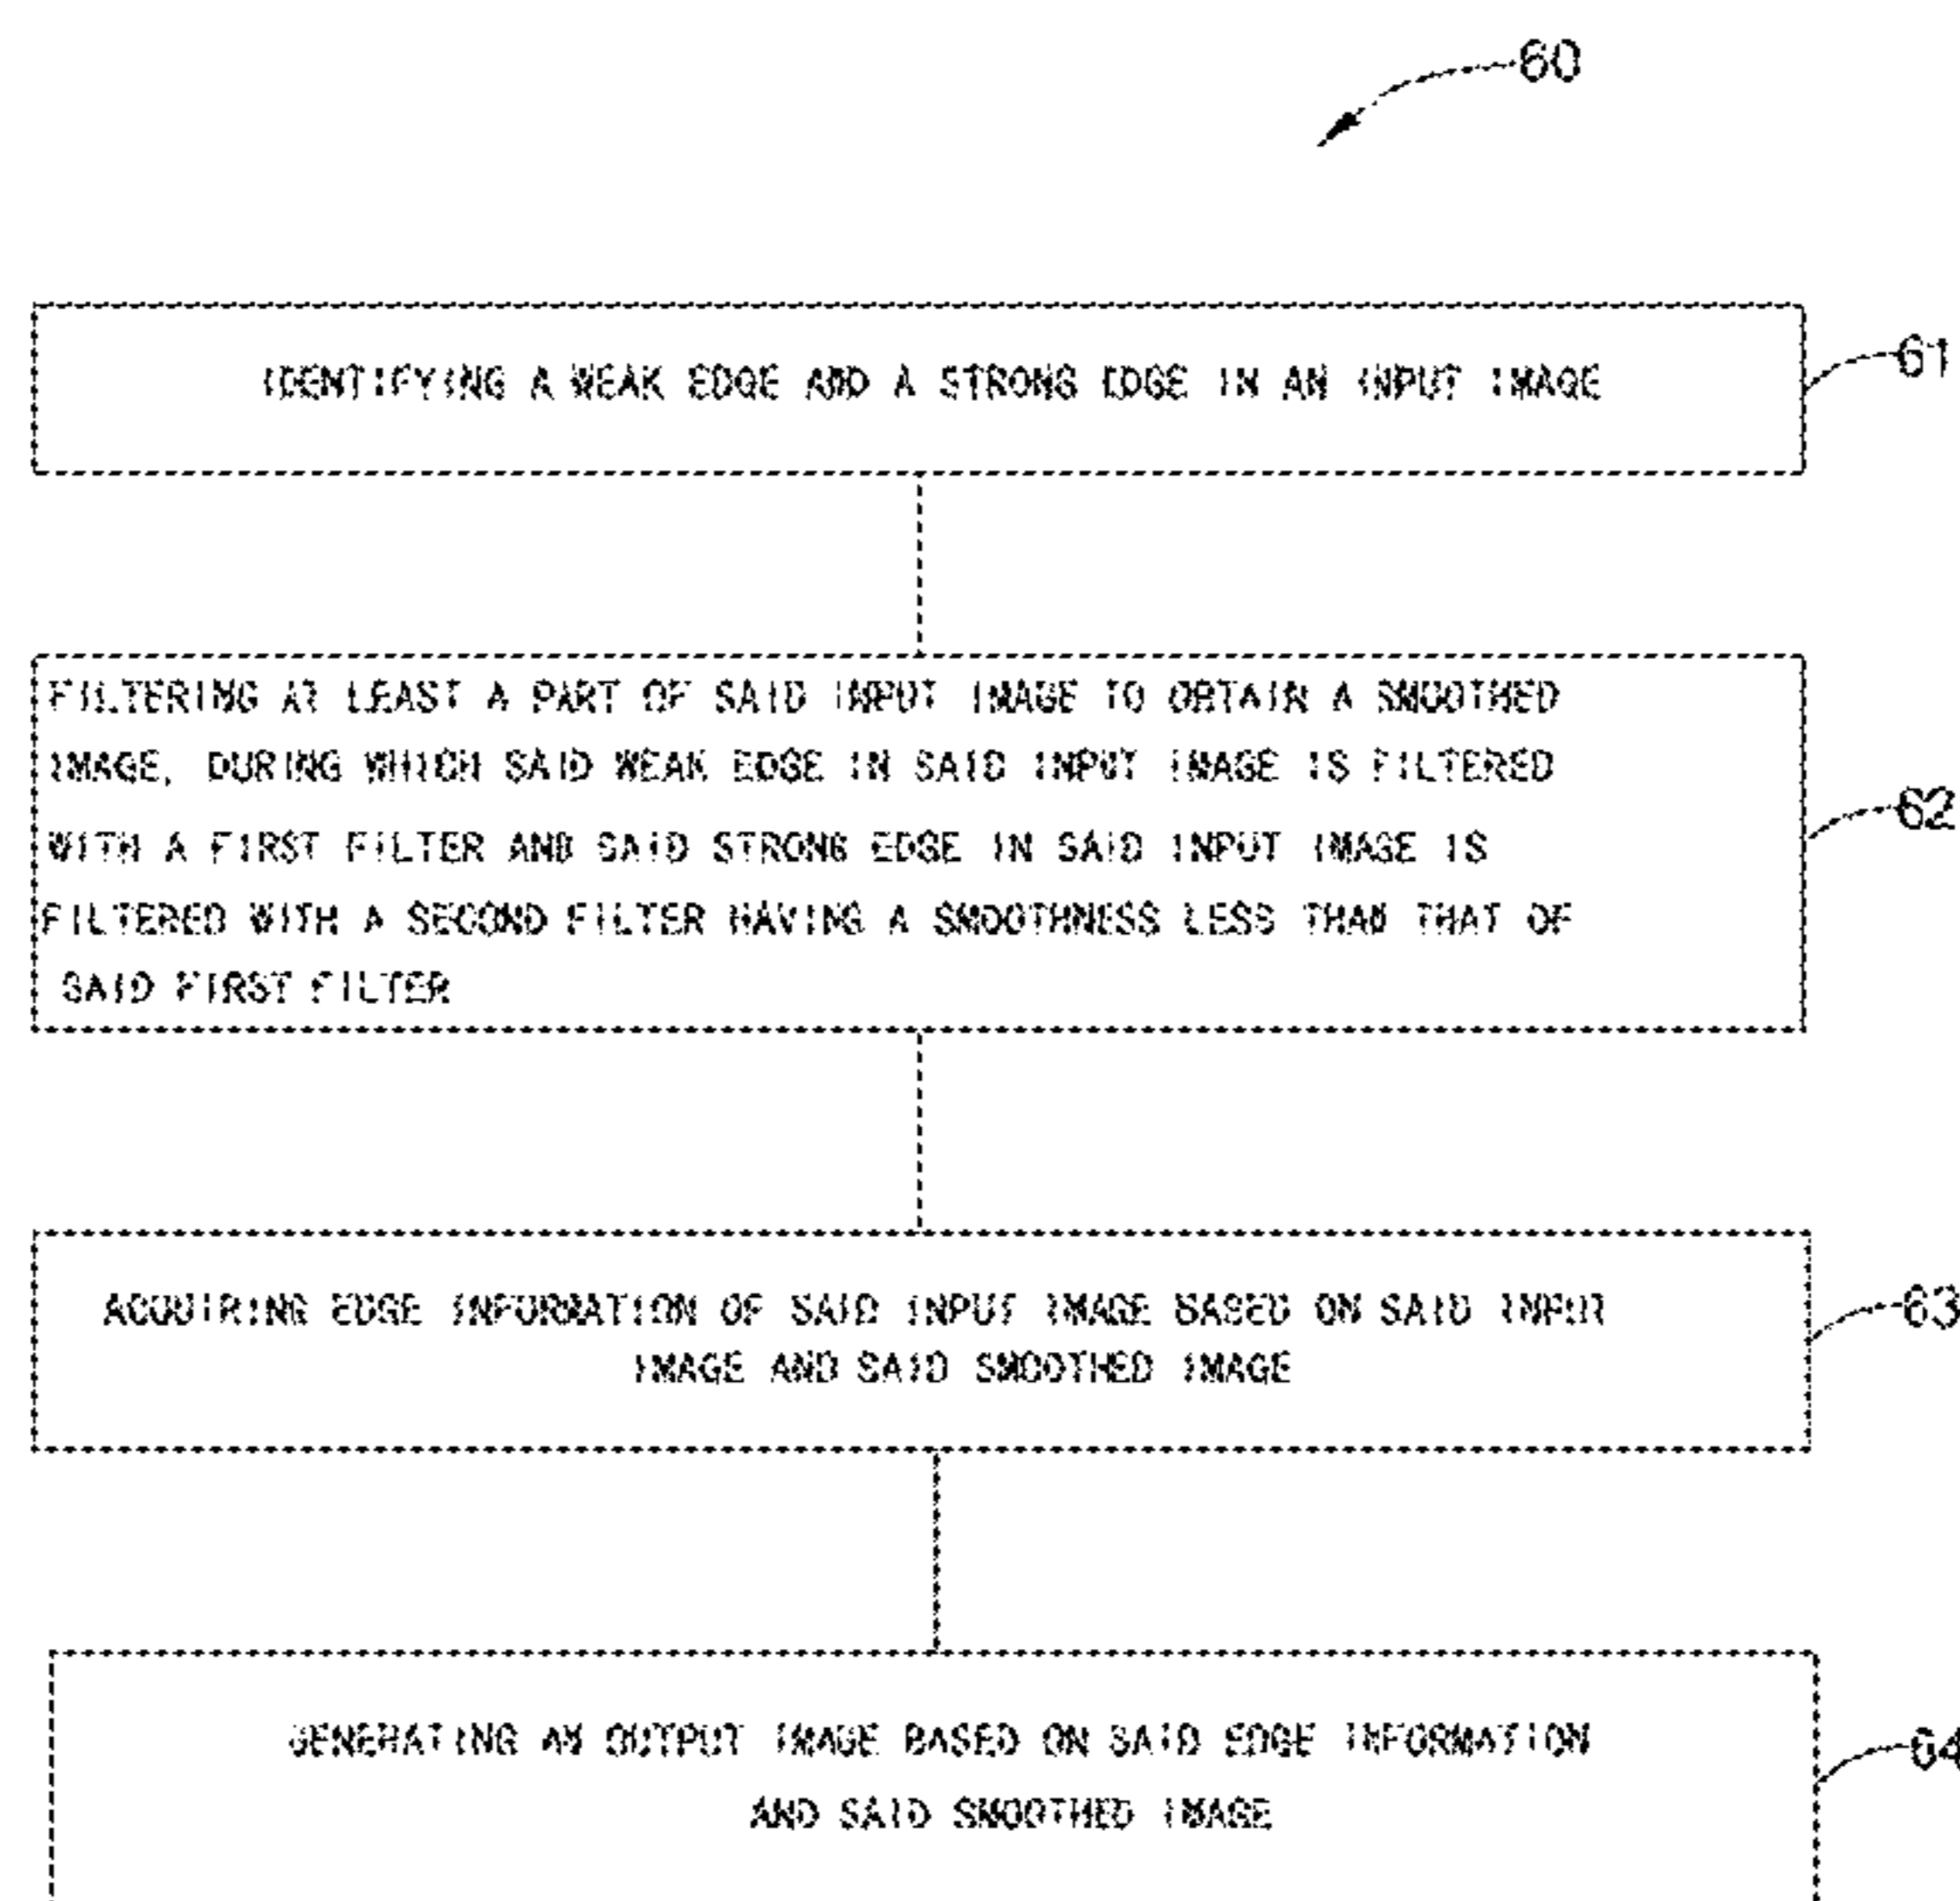 60
IDENTIFYING A WEAK EDGE AND A STRONG EDGE IN AN INPUT IMAGE
61
FILTERING AT LEAST A PART OF SAID INPUT IMAGE TO OBTAIN A SMOOTHED
IMAGE, DURING WHICH SAID WEAK EDGE IN SAID INPUT IMAGE IS FILTERED
WITH A FIRST FILTER AND SAID STRONG EDGE IN SAID INPUT IMAGE IS
FILTERED WITH A SECOND FILTER HAVING A SMOOTHNESS LESS THAN THAT OF
SAID FIRST FILTER
62
ACQUIRING EDGE INFORMATION OF SAID INPUT IMAGE BASED ON SAID INPUT
IMAGE AND SAID SMOOTHED IMAGE
63
GENERATING AN OUTPUT IMAGE BASED ON SAID EDGE INFORMATION
AND SAID SMOOTHED IMAGE
64